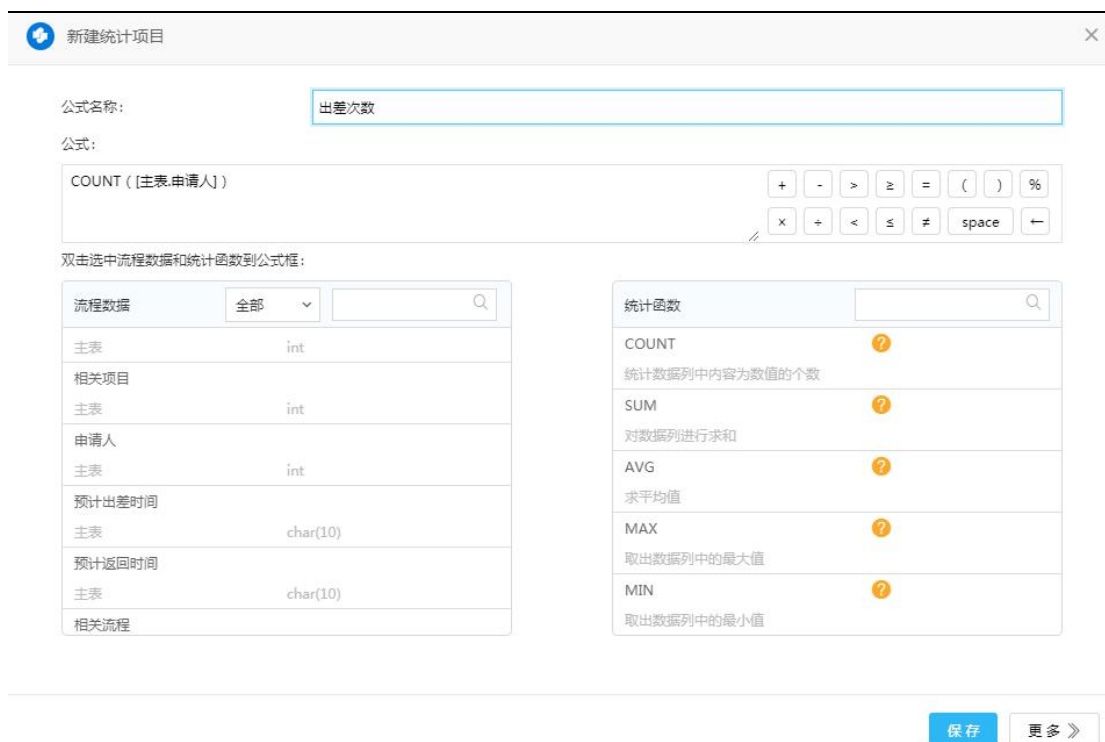 新建统计项目
公式名称：
出差次数
公式：
COUNT ( [主表.申请人] )
+ - > ≥ = ( ) %
× ÷ < ≤ ≠ space ←
双击选中流程数据和统计函数到公式框：
流程数据 全部
主表 int
相关项目
主表 int
申请人
主表 int
预计出差时间
主表 char(10)
预计返回时间
主表 char(10)
相关流程
统计函数
COUNT ?
统计数据列中内容为数值的个数
SUM ?
对数据列进行求和
AVG ?
求平均值
MAX ?
取出数据列中的最大值
MIN ?
取出数据列中的最小值
保存 更多 》